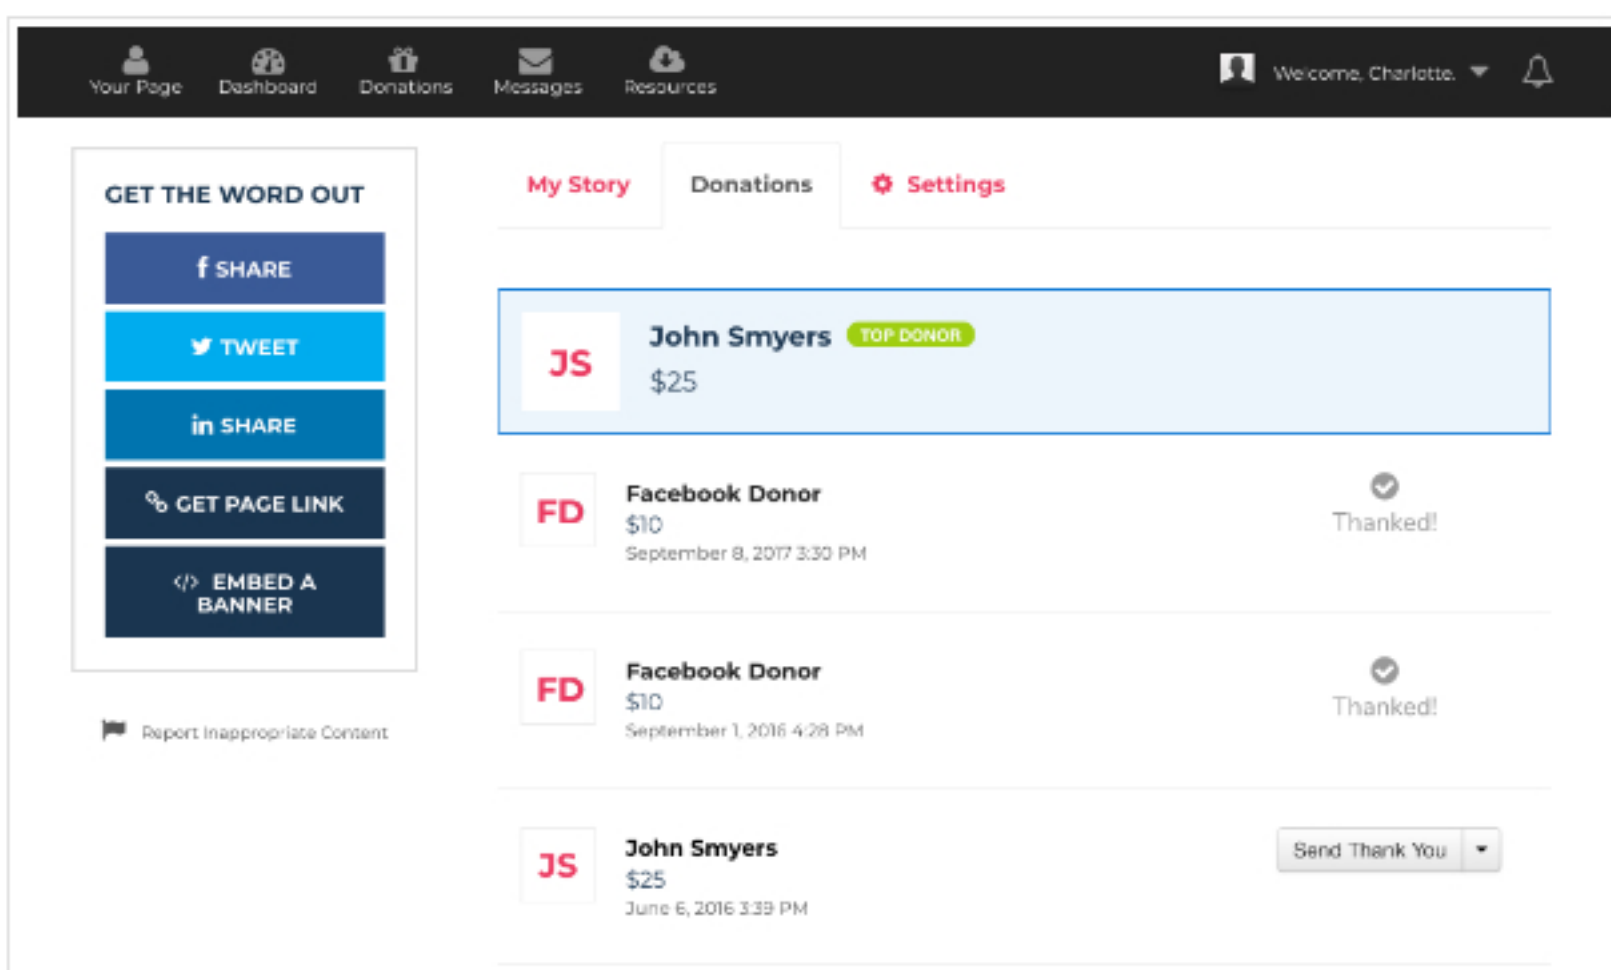 Your Page
Dashboard
Donations
Messages
Resources
Welcome, Charlotte.
GET THE WORD OUT
f SHARE
TWEET
in SHARE
GET PAGE LINK
</> EMBED A
BANNER
Report Inappropriate Content
My Story
Donations
Settings
JS
John Smyers TOP DONOR
$25
FD
Facebook Donor
$10
September 8, 2017 3:30 PM
Thanked!
FD
Facebook Donor
$10
September 1, 2016 4:28 PM
Thanked!
JS
John Smyers
$25
June 6, 2016 3:39 PM
Send Thank You